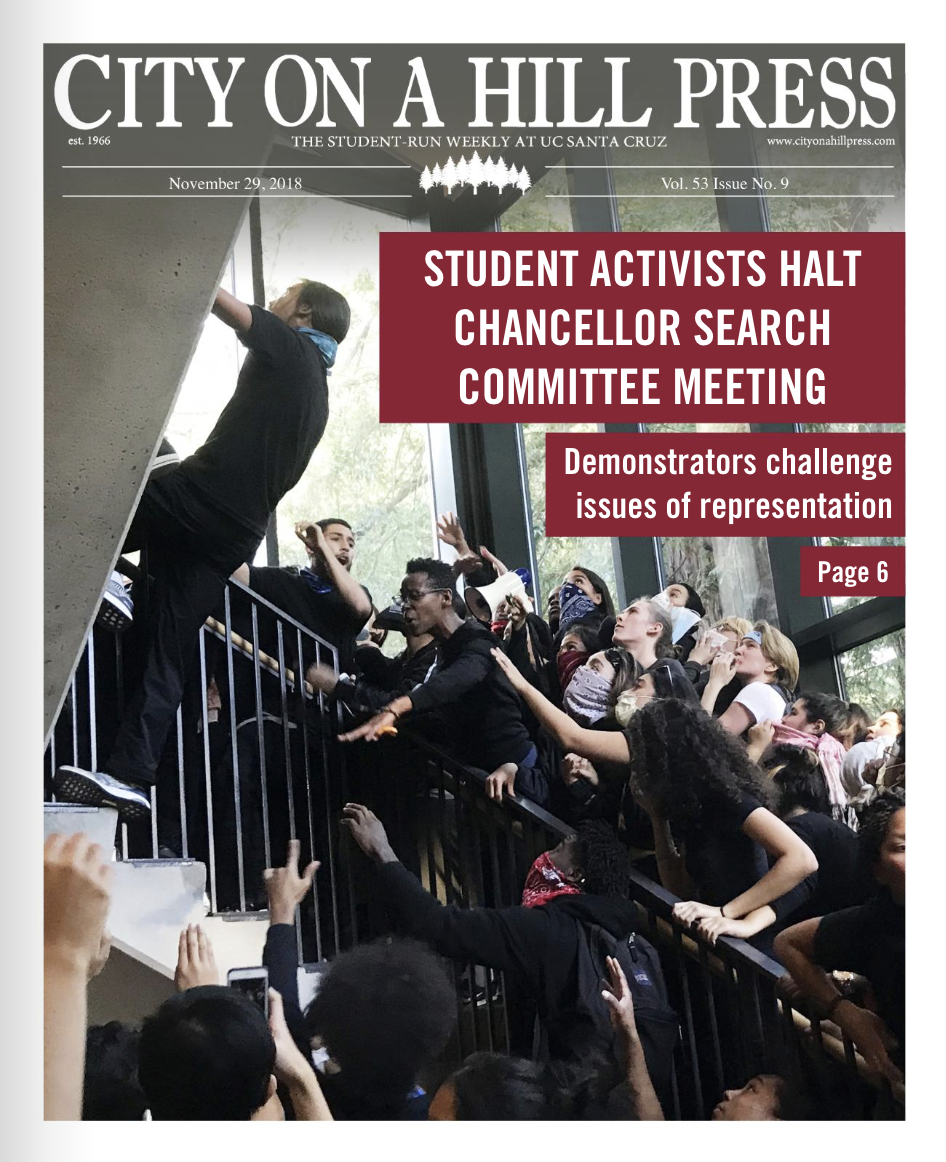 CITY ON A HILL PRESS
est. 1966
THE STUDENT-RUN WEEKLY AT UC SANTA CRUZ
www.cityonahillpress.com
November 29, 2018
Vol. 53 Issue No. 9
STUDENT ACTIVISTS HALT
CHANCELLOR SEARCH
COMMITTEE MEETING
Demonstrators challenge
issues of representation
Page 6